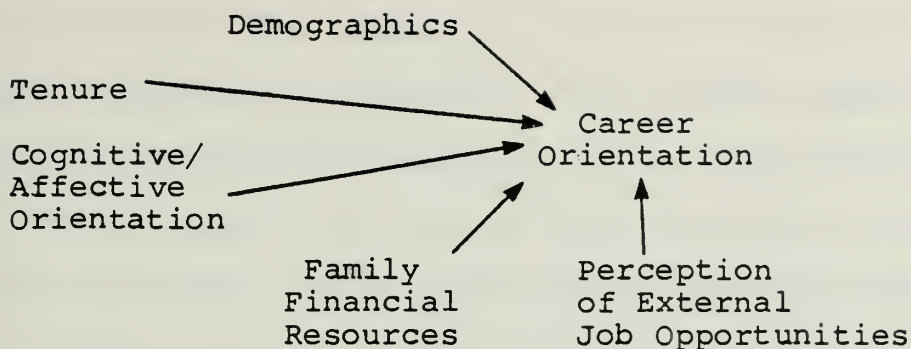 Demographics
Tenure
Career
Orientation
Cognitive/
Affective
Orientation
Family
Financial
Resources
Perception
of External
Job Opportunities